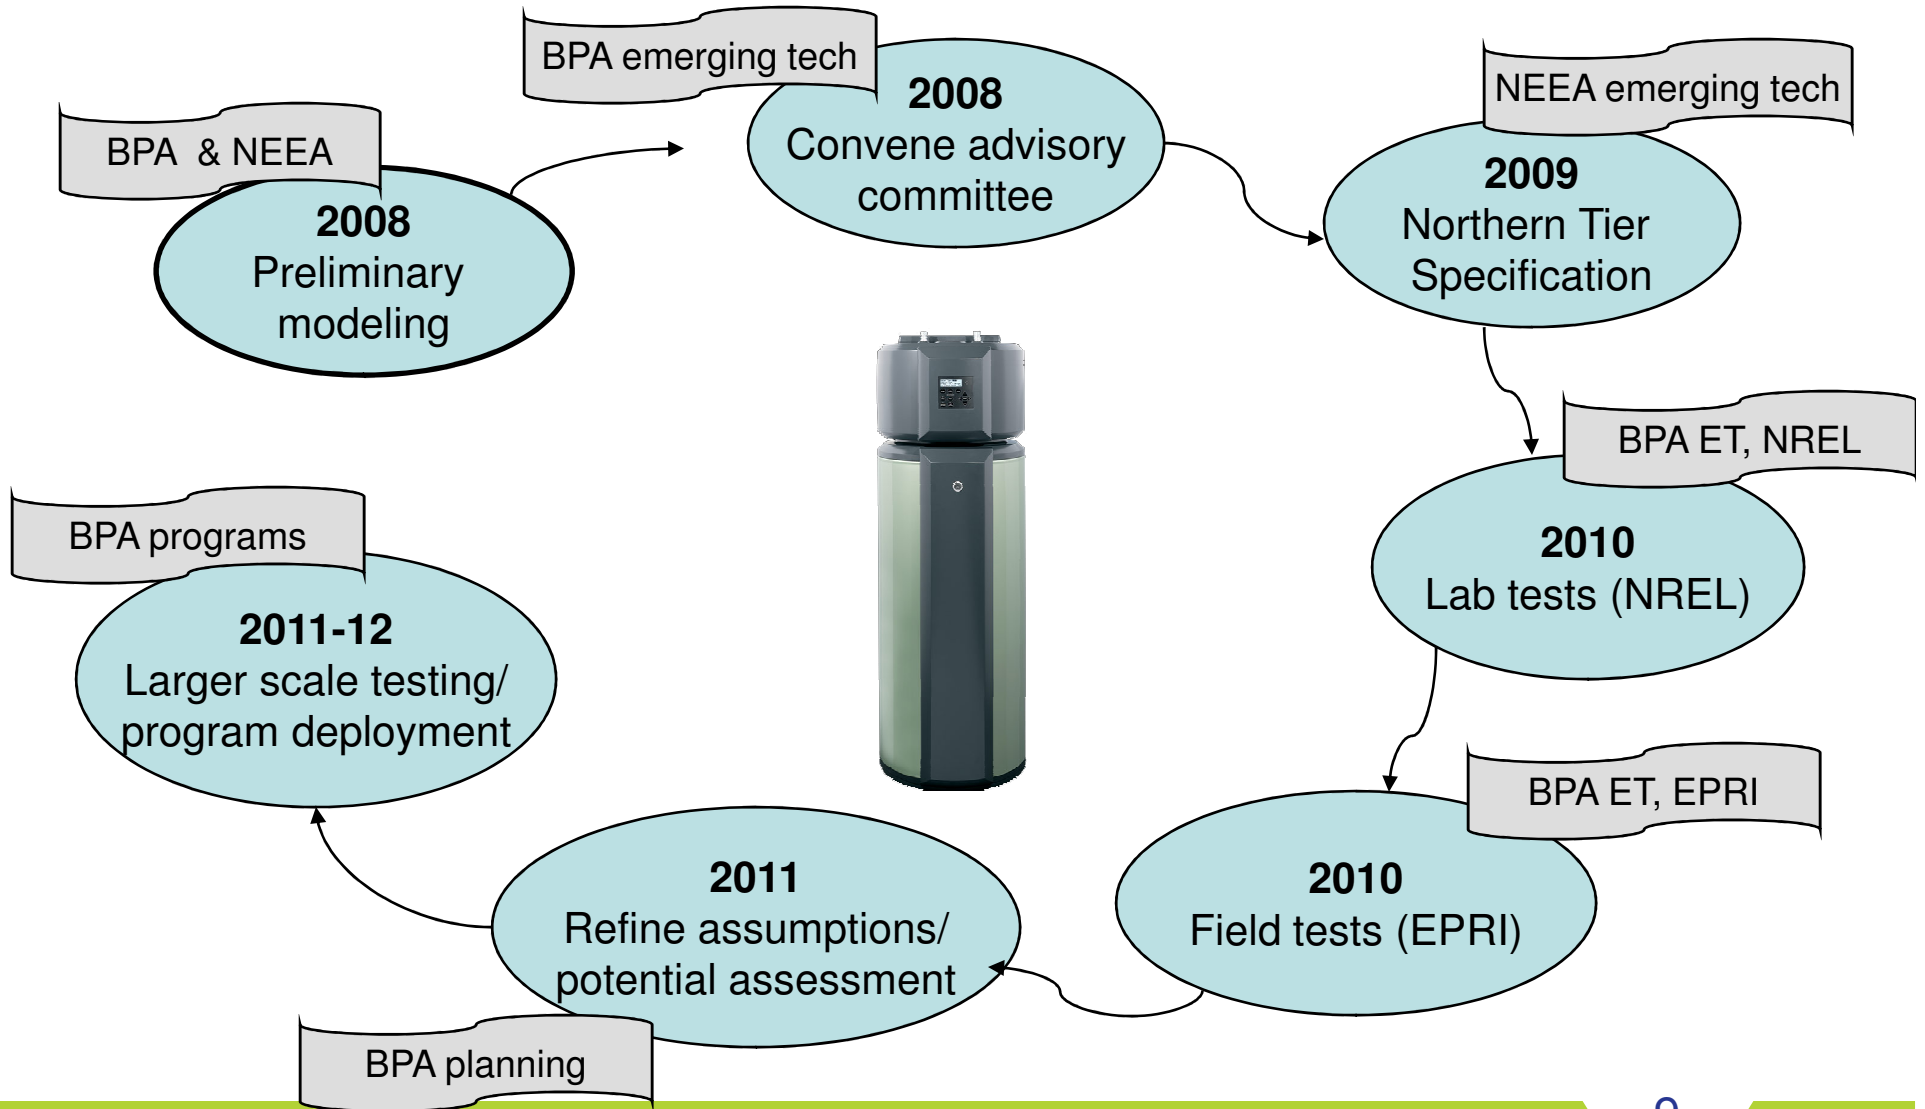 BPA & NEEA
2008
Preliminary
modeling
BPA emerging tech
2008
Convene advisory
committee
NEEA emerging tech
2009
Northern Tier
Specification
BPA ET, NREL
2010
Lab tests (NREL)
BPA ET, EPRI
2010
Field tests (EPRI)
2011
Refine assumptions/
potential assessment
BPA planning
BPA programs
2011-12
Larger scale testing/
program deployment